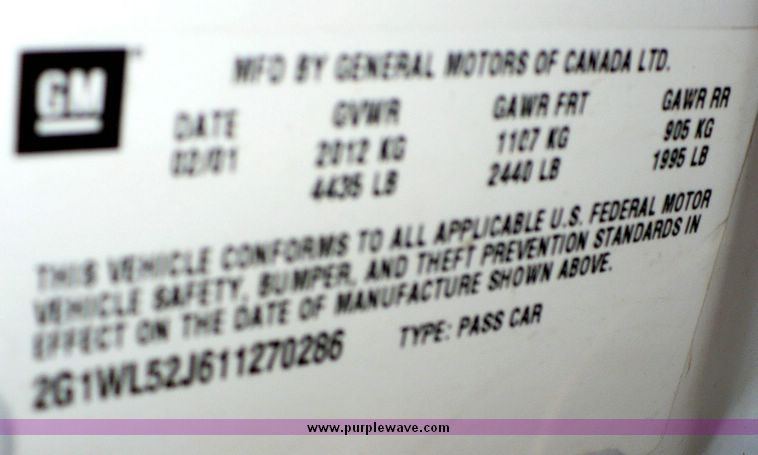 GM
MFD BY GENERAL MOTORS OF CANADA LTD.
DATE GVWR GAWR FRT GAWR RR
02/01 2012 KG 1107 KG 905 KG
4435 LB 2440 LB 1995 LB
THIS VEHICLE CONFORMS TO ALL APPLICABLE U.S. FEDERAL MOTOR
VEHICLE SAFETY, BUMPER, AND THEFT PREVENTION STANDARDS IN
EFFECT ON THE DATE OF MANUFACTURE SHOWN ABOVE.
2G1WL52J611270286 TYPE: PASS CAR
www.purplewave.com